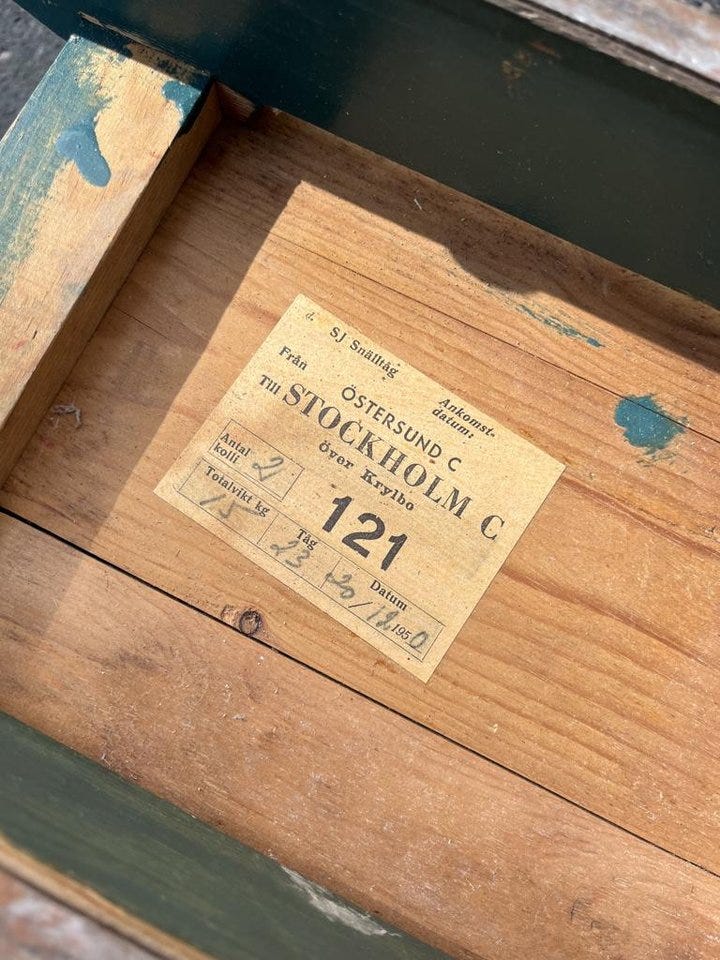 d. SJ Snälltåg
Ankomst-
datum:
Från ÖSTERSUND C
Till STOCKHOLM C
över Krylbo
Antal
kolli 2
121
Totalvikt kg 15
Tåg 23
Datum 20/12 1950